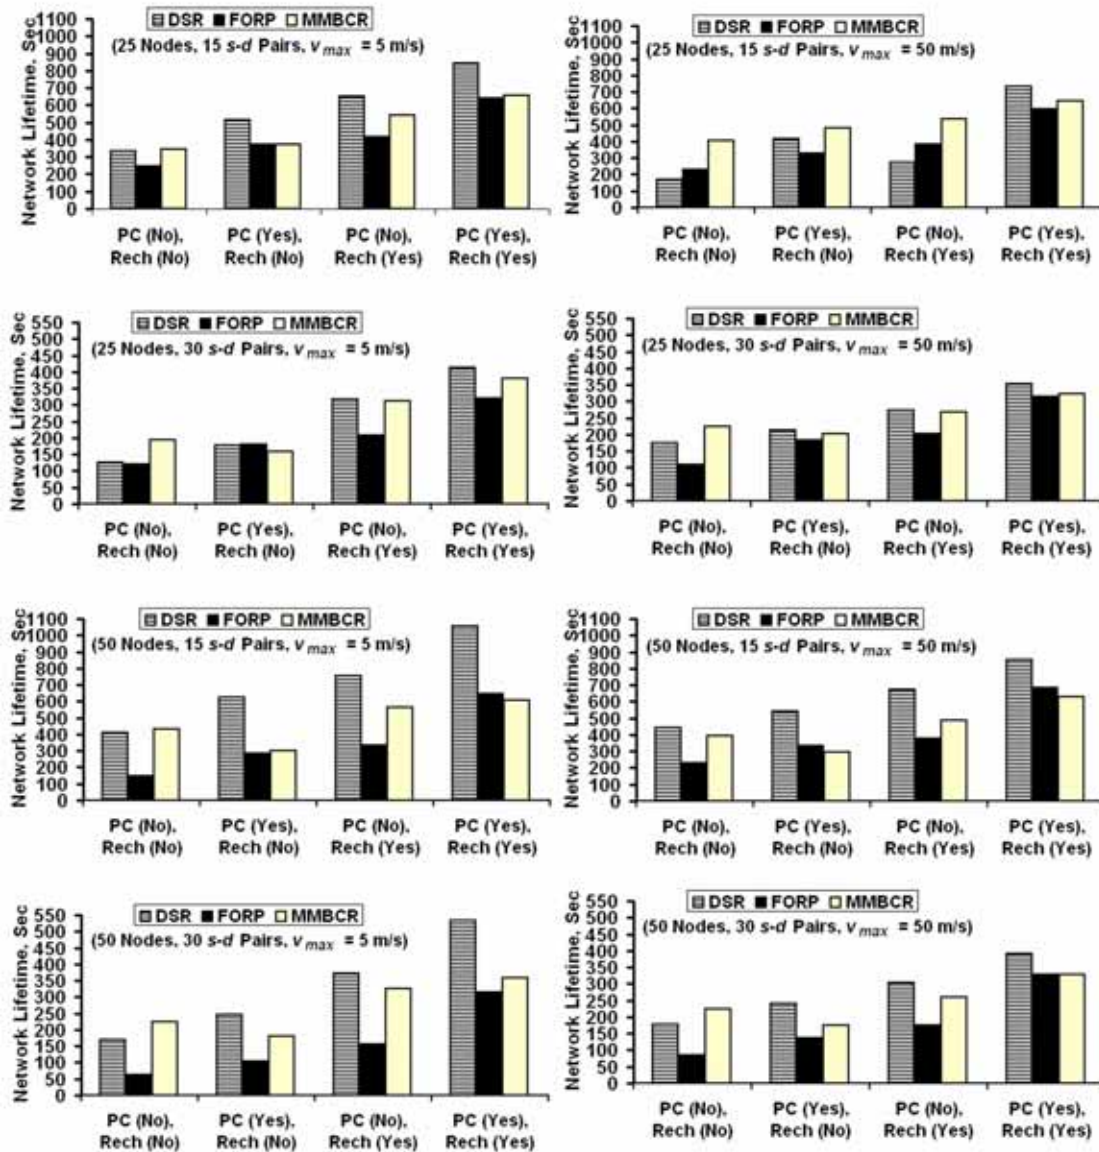 Network Lifetime, Sec
1100
1000
900
800
700
600
500
400
300
200
100
0
DSR FORP MMBCR
(25 Nodes, 15 s-d Pairs, v max = 5 m/s)
PC (No), PC (Yes), PC (No), PC (Yes),
Rech (No) Rech (No) Rech (Yes) Rech (Yes)
Network Lifetime, Sec
1100
1000
900
800
700
600
500
400
300
200
100
0
DSR FORP MMBCR
(25 Nodes, 15 s-d Pairs, v max = 50 m/s)
PC (No), PC (Yes), PC (No), PC (Yes),
Rech (No) Rech (No) Rech (Yes) Rech (Yes)
Network Lifetime, Sec
550
500
450
400
350
300
250
200
150
100
50
0
DSR FORP MMBCR
(25 Nodes, 30 s-d Pairs, v max = 5 m/s)
PC (No), PC (Yes), PC (No), PC (Yes),
Rech (No) Rech (No) Rech (Yes) Rech (Yes)
Network Lifetime, Sec
550
500
450
400
350
300
250
200
150
100
50
0
DSR FORP MMBCR
(25 Nodes, 30 s-d Pairs, v max = 50 m/s)
PC (No), PC (Yes), PC (No), PC (Yes),
Rech (No) Rech (No) Rech (Yes) Rech (Yes)
Network Lifetime, Sec
1100
1000
900
800
700
600
500
400
300
200
100
0
DSR FORP MMBCR
(50 Nodes, 15 s-d Pairs, v max = 5 m/s)
PC (No), PC (Yes), PC (No), PC (Yes),
Rech (No) Rech (No) Rech (Yes) Rech (Yes)
Network Lifetime, Sec
1100
1000
900
800
700
600
500
400
300
200
100
0
DSR FORP MMBCR
(50 Nodes, 15 s-d Pairs, v max = 50 m/s)
PC (No), PC (Yes), PC (No), PC (Yes),
Rech (No) Rech (No) Rech (Yes) Rech (Yes)
Network Lifetime, Sec
550
500
450
400
350
300
250
200
150
100
50
0
DSR FORP MMBCR
(50 Nodes, 30 s-d Pairs, v max = 5 m/s)
PC (No), PC (Yes), PC (No), PC (Yes),
Rech (No) Rech (No) Rech (Yes) Rech (Yes)
Network Lifetime, Sec
550
500
450
400
350
300
250
200
150
100
50
0
DSR FORP MMBCR
(50 Nodes, 30 s-d Pairs, v max = 50 m/s)
PC (No), PC (Yes), PC (No), PC (Yes),
Rech (No) Rech (No) Rech (Yes) Rech (Yes)